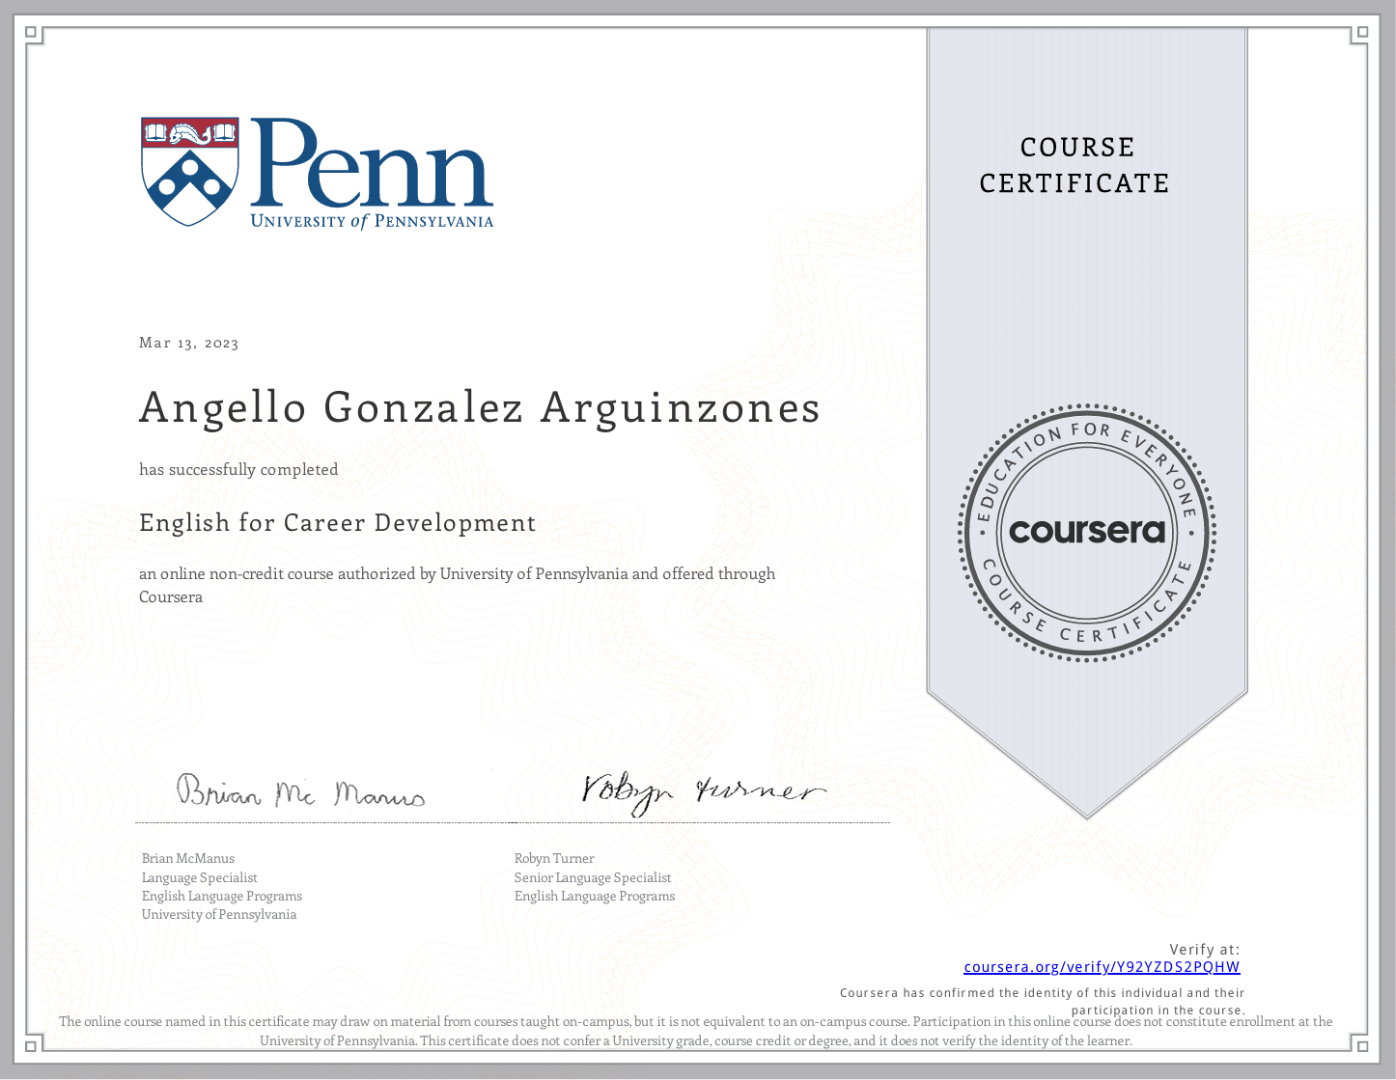 Penn
UNIVERSITY of PENNSYLVANIA
COURSE
CERTIFICATE
Mar 13, 2023
Angello Gonzalez Arguinzones
has successfully completed
English for Career Development
an online non-credit course authorized by University of Pennsylvania and offered through
Coursera
EDUCATION FOR EVERYONE
coursera
COURSE CERTIFICATE
Brian Mc Manus
Robyn Turner
Brian McManus
Language Specialist
English Language Programs
University of Pennsylvania
Robyn Turner
Senior Language Specialist
English Language Programs
Verify at:
coursera.org/verify/Y92YZDS2PQHW
Coursera has confirmed the identity of this individual and their
participation in the course.
The online course named in this certificate may draw on material from courses taught on-campus, but it is not equivalent to an on-campus course. Participation in this online course does not constitute enrollment at the
University of Pennsylvania. This certificate does not confer a University grade, course credit or degree, and it does not verify the identity of the learner.